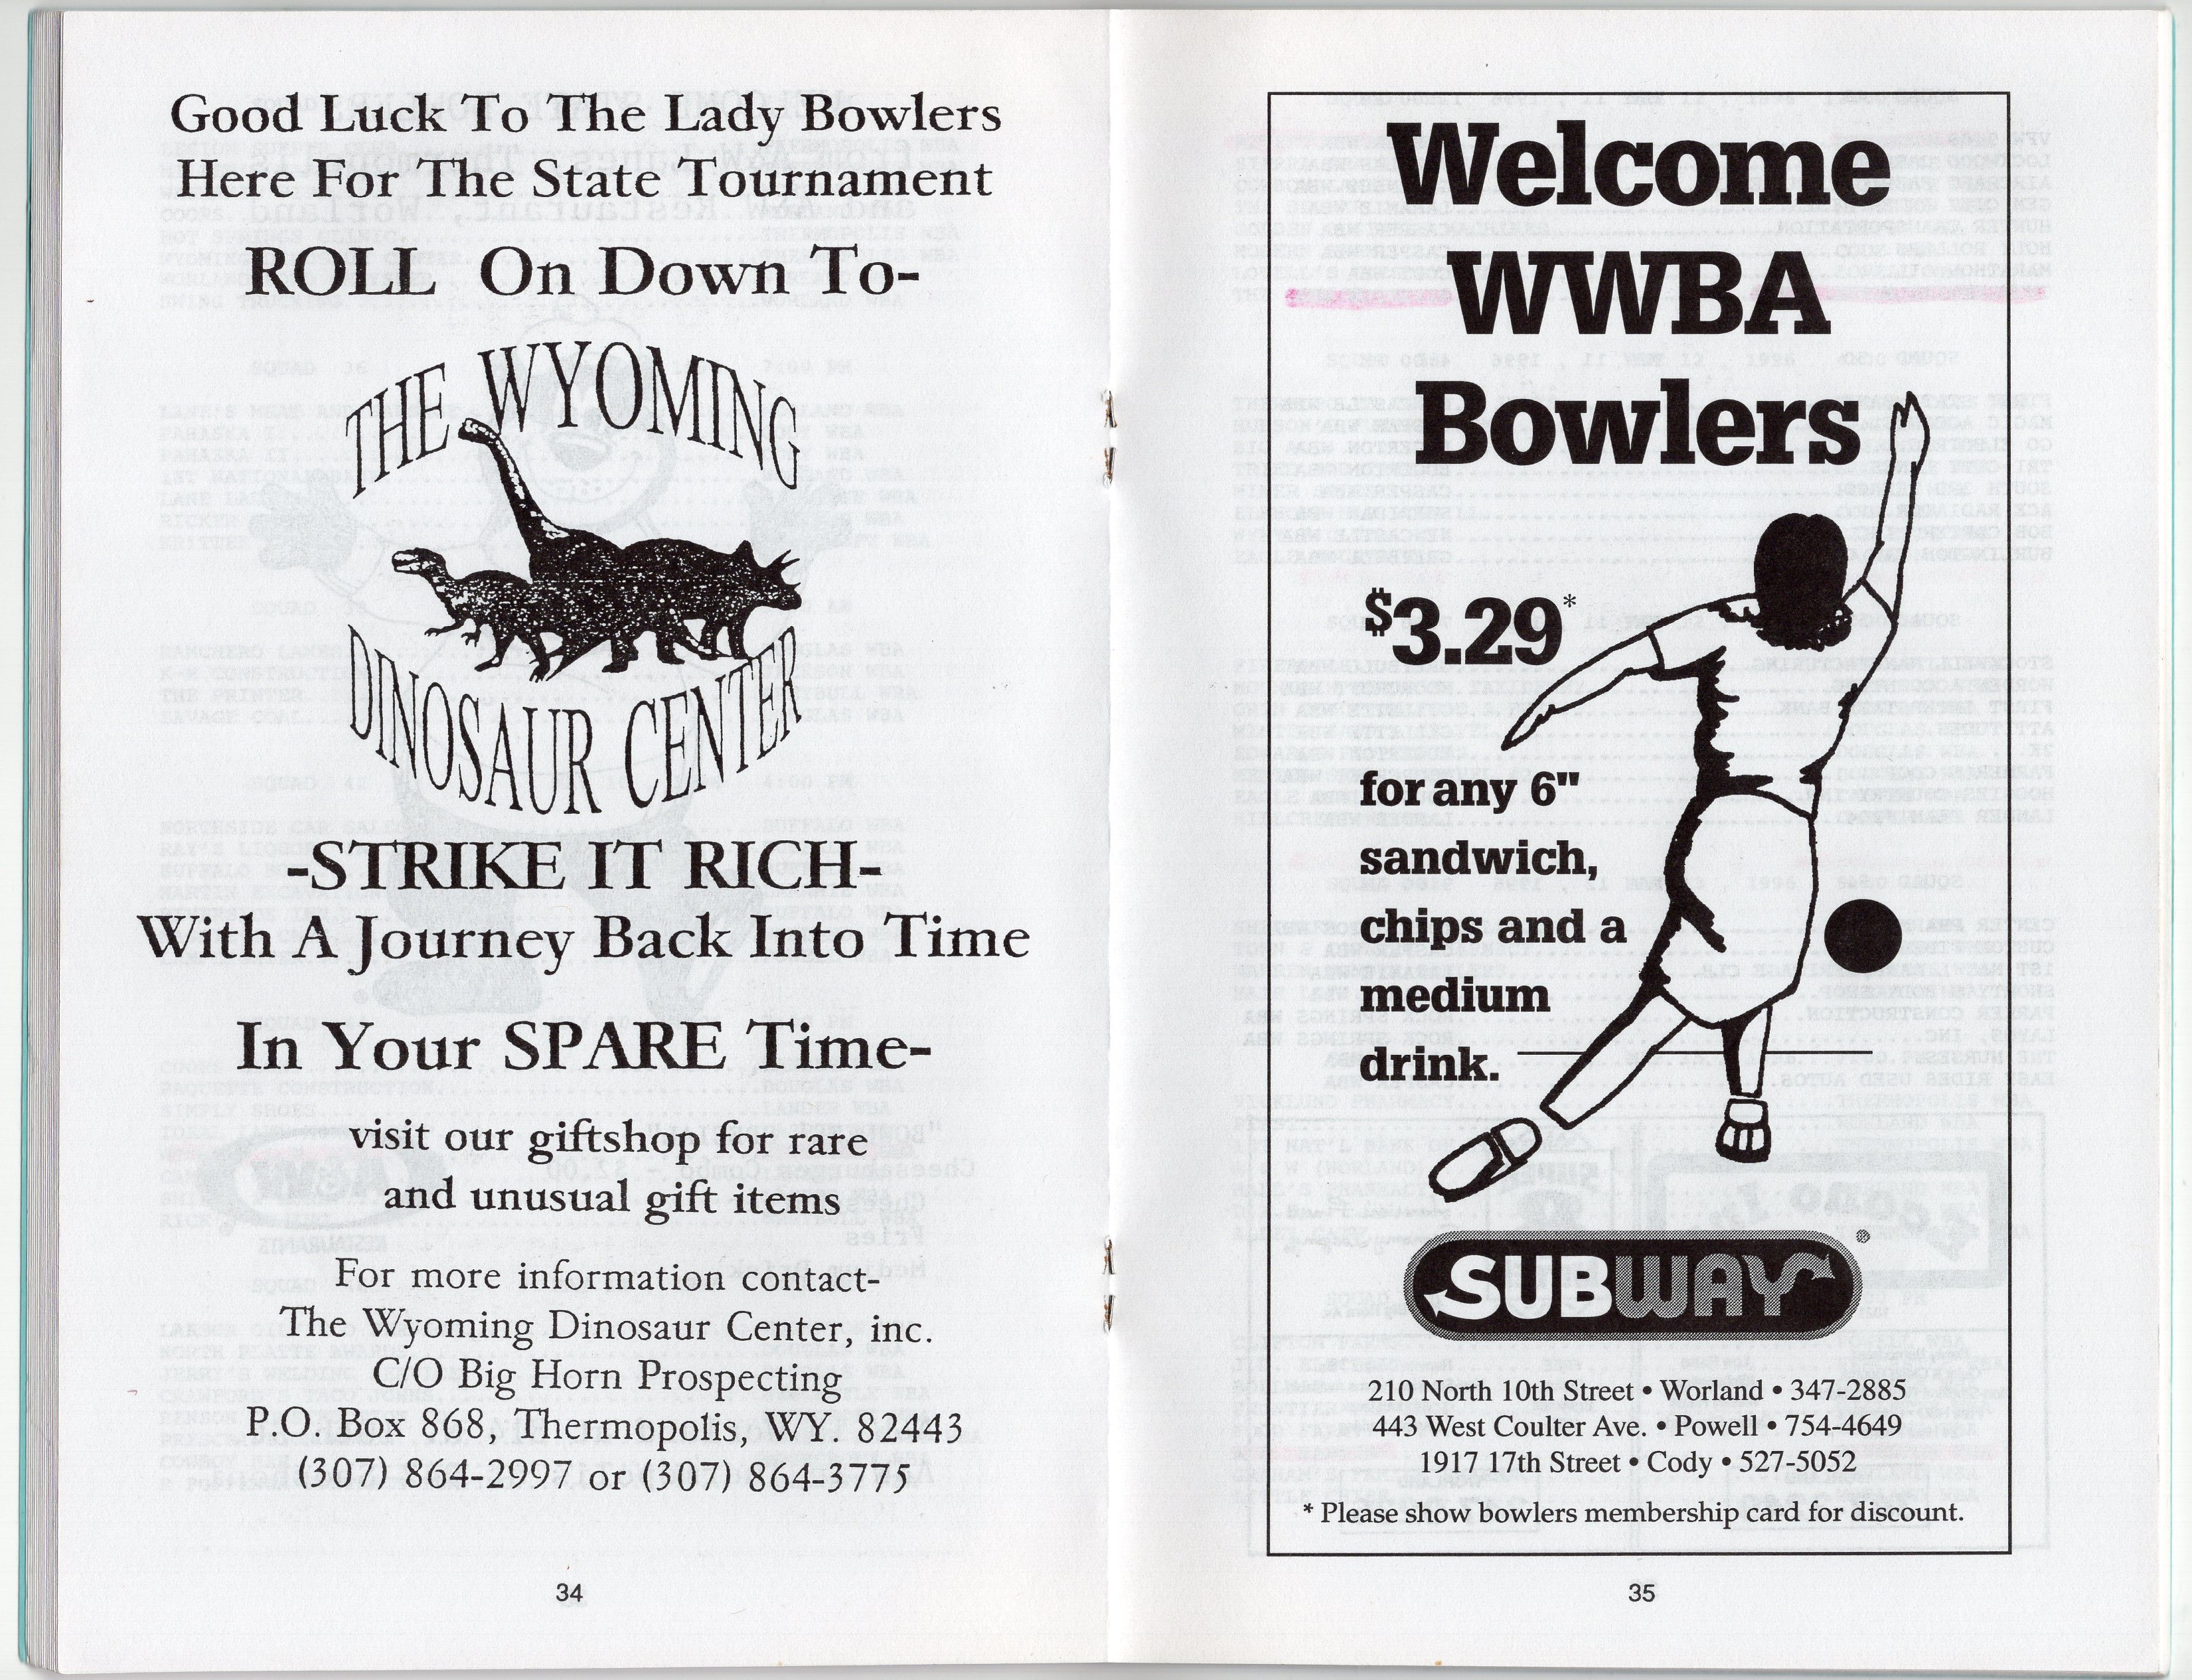 Good Luck To The Lady Bowlers
Here For The State Tournament
ROLL On Down To-
THE WYOMING
DINOSAUR CENTER
-STRIKE IT RICH-
With A Journey Back Into Time
In Your SPARE Time-
visit our giftshop for rare
and unusual gift items
For more information contact-
The Wyoming Dinosaur Center, inc.
C/O Big Horn Prospecting
P.O. Box 868, Thermopolis, WY. 82443
(307) 864-2997 or (307) 864-3775
34
Welcome
WWBA
Bowlers
$3.29*
for any 6"
sandwich,
chips and a
medium
drink.
SUBWAY®
210 North 10th Street • Worland • 347-2885
443 West Coulter Ave. • Powell • 754-4649
1917 17th Street • Cody • 527-5052
* Please show bowlers membership card for discount.
35